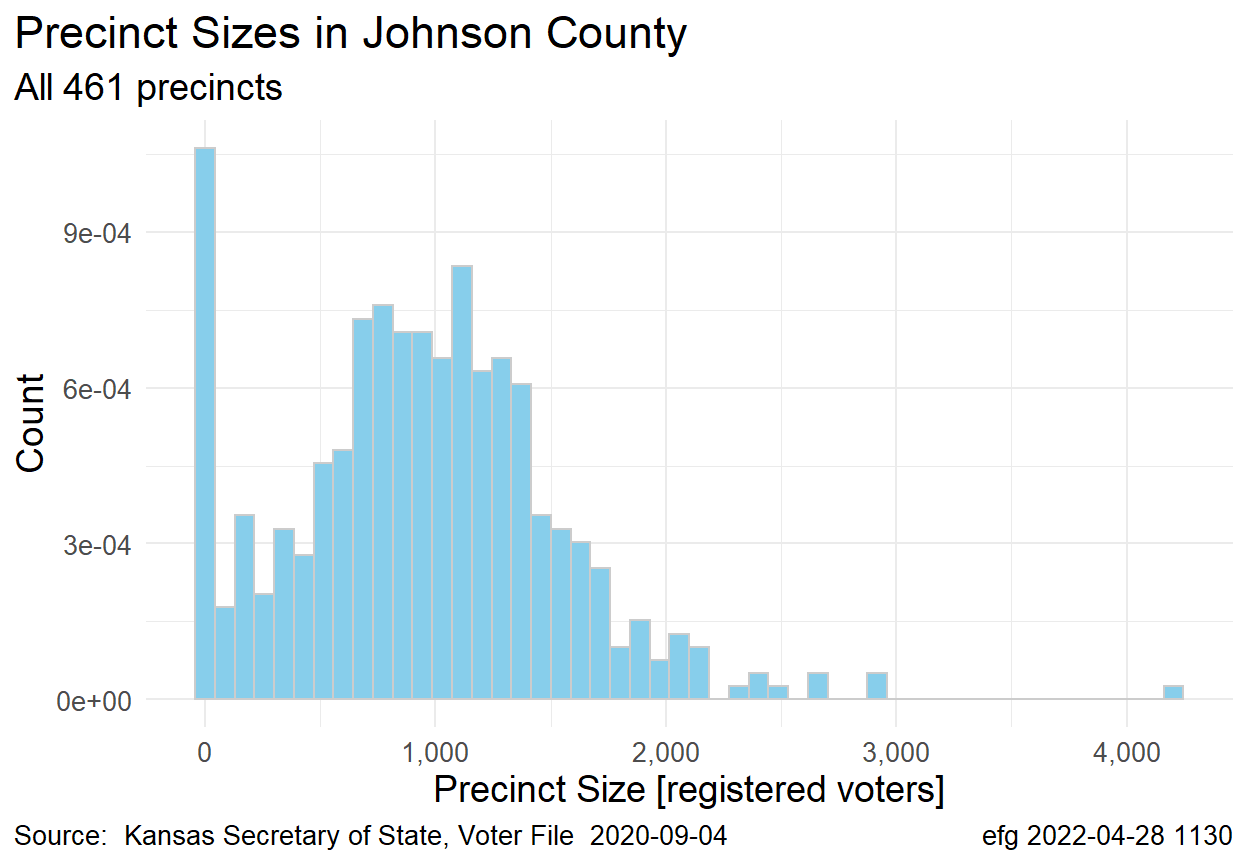 Precinct Sizes in Johnson County
All 461 precincts
9e-04
6e-04
3e-04
0e+00
Count
0 1,000 2,000 3,000 4,000
Precinct Size [registered voters]
Source:  Kansas Secretary of State, Voter File  2020-09-04
efg 2022-04-28 1130